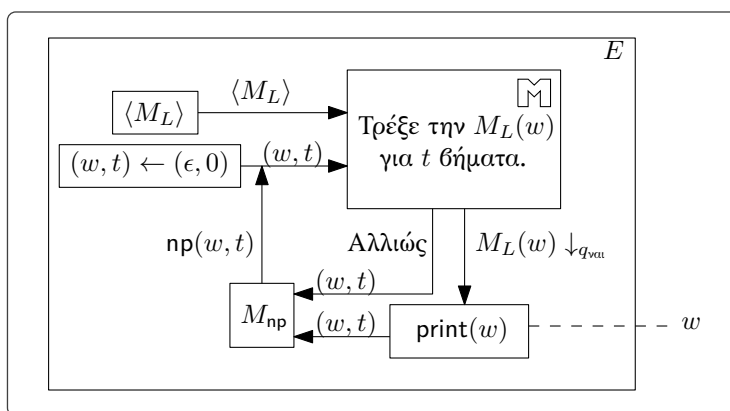 E
⟨M_L⟩
⟨M_L⟩
Τρέξε την M_L(w)
για t βήματα.
(w, t) ← (ϵ, 0)
(w, t)
np(w, t)
Αλλιώς
M_L(w) ↓_{q_ναι}
(w, t)
M_np
(w, t)
print(w)
w